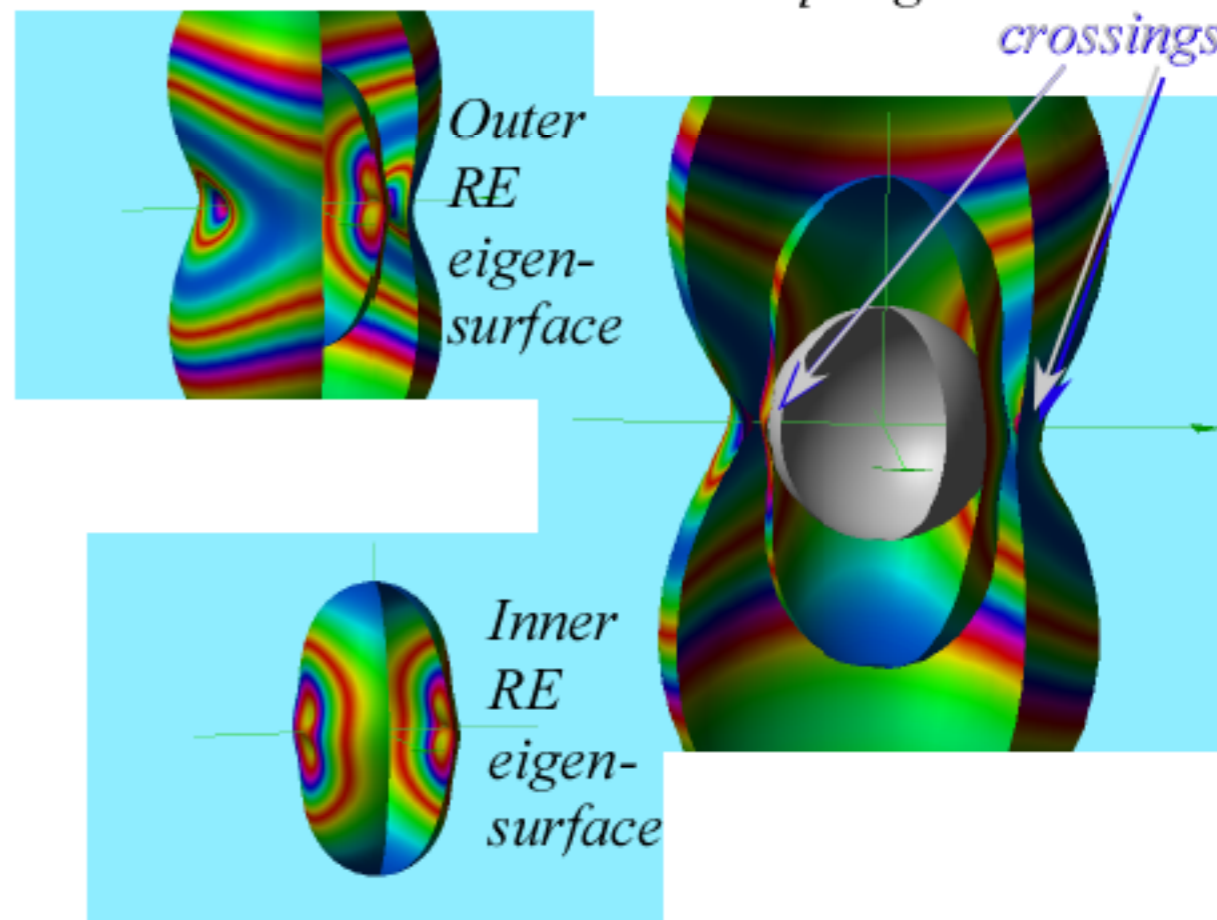 crossings
Outer
RE
eigen-
surface
Inner
RE
eigen-
surface